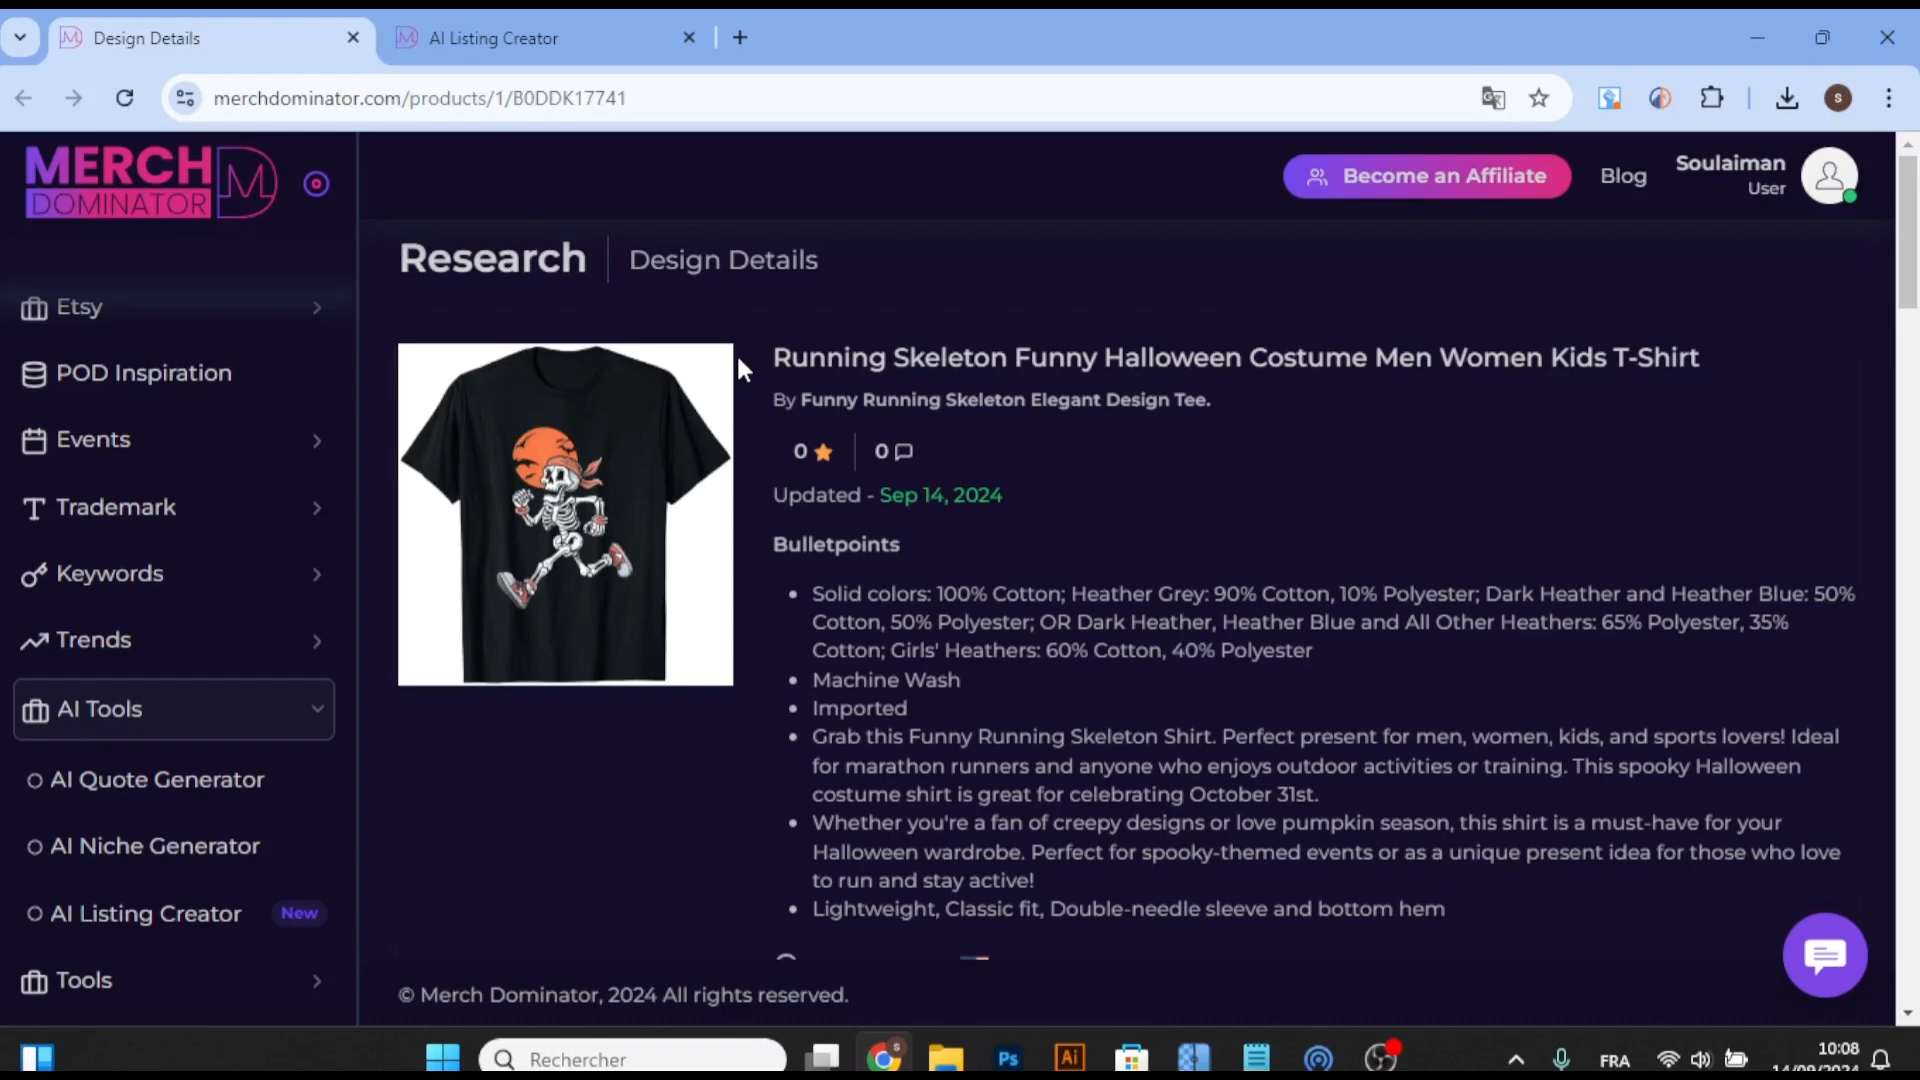 Design Details
AI Listing Creator
merchdominator.com/products/1/B0DDK17741
S
MERCH
DOMINATOR
Become an Affiliate
Blog
Soulaiman
User
Research
Design Details
Etsy
POD Inspiration
Events
Trademark
Keywords
Trends
AI Tools
AI Quote Generator
AI Niche Generator
AI Listing Creator New
Tools
Running Skeleton Funny Halloween Costume Men Women Kids T-Shirt
By Funny Running Skeleton Elegant Design Tee.
0
0
Updated - Sep 14, 2024
Bulletpoints
Solid colors: 100% Cotton; Heather Grey: 90% Cotton, 10% Polyester; Dark Heather and Heather Blue: 50%
Cotton, 50% Polyester; OR Dark Heather, Heather Blue and All Other Heathers: 65% Polyester, 35%
Cotton; Girls' Heathers: 60% Cotton, 40% Polyester
Machine Wash
Imported
Grab this Funny Running Skeleton Shirt. Perfect present for men, women, kids, and sports lovers! Ideal
for marathon runners and anyone who enjoys outdoor activities or training. This spooky Halloween
costume shirt is great for celebrating October 31st.
Whether you're a fan of creepy designs or love pumpkin season, this shirt is a must-have for your
Halloween wardrobe. Perfect for spooky-themed events or as a unique present idea for those who love
to run and stay active!
Lightweight, Classic fit, Double-needle sleeve and bottom hem
© Merch Dominator, 2024 All rights reserved.
Rechercher
Ps
Ai
FRA
10:08
14/09/2024